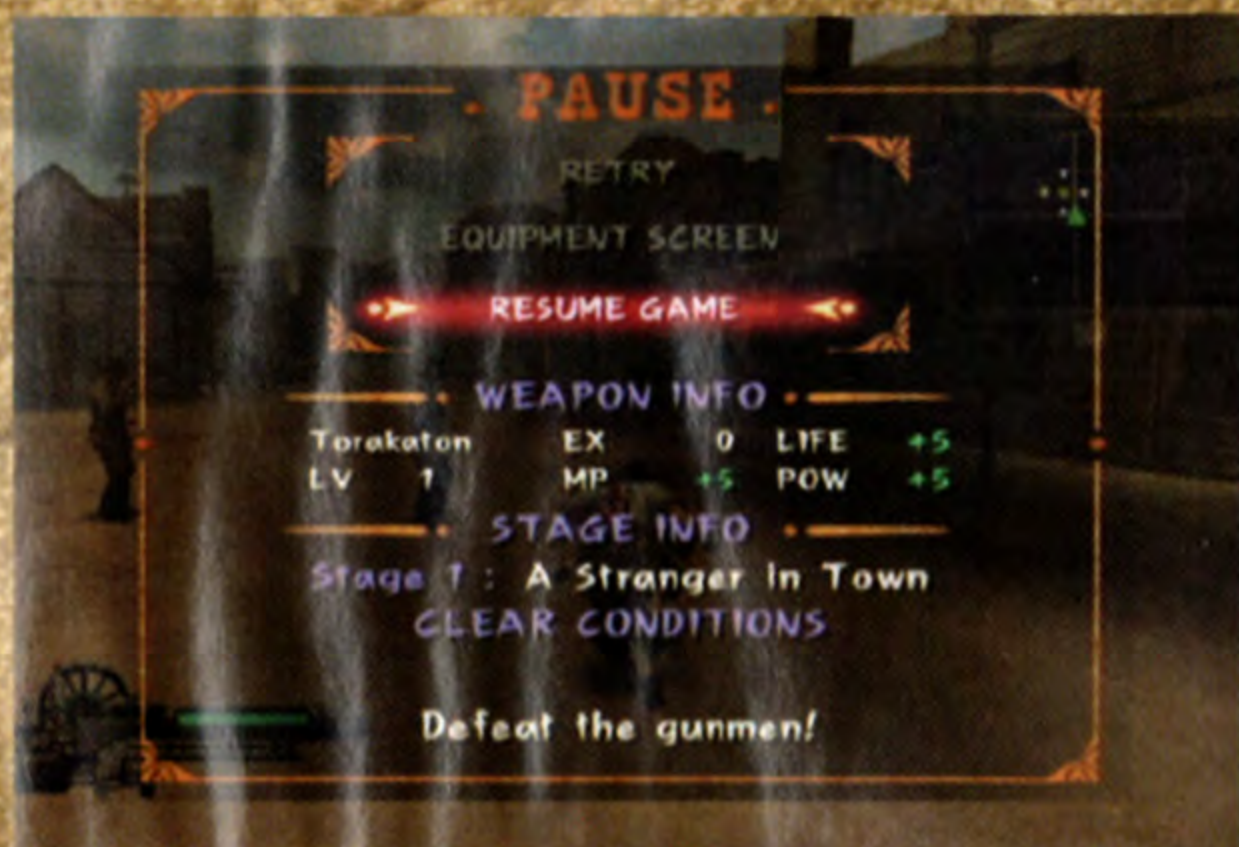 . PAUSE .
RETRY
EQUIPMENT SCREEN
RESUME GAME
WEAPON INFO
Torakaton EX 0 LIFE +5
LV 1 MP +5 POW +5
STAGE INFO
Stage 1 : A Stranger in Town
CLEAR CONDITIONS
Defeat the gunmen!